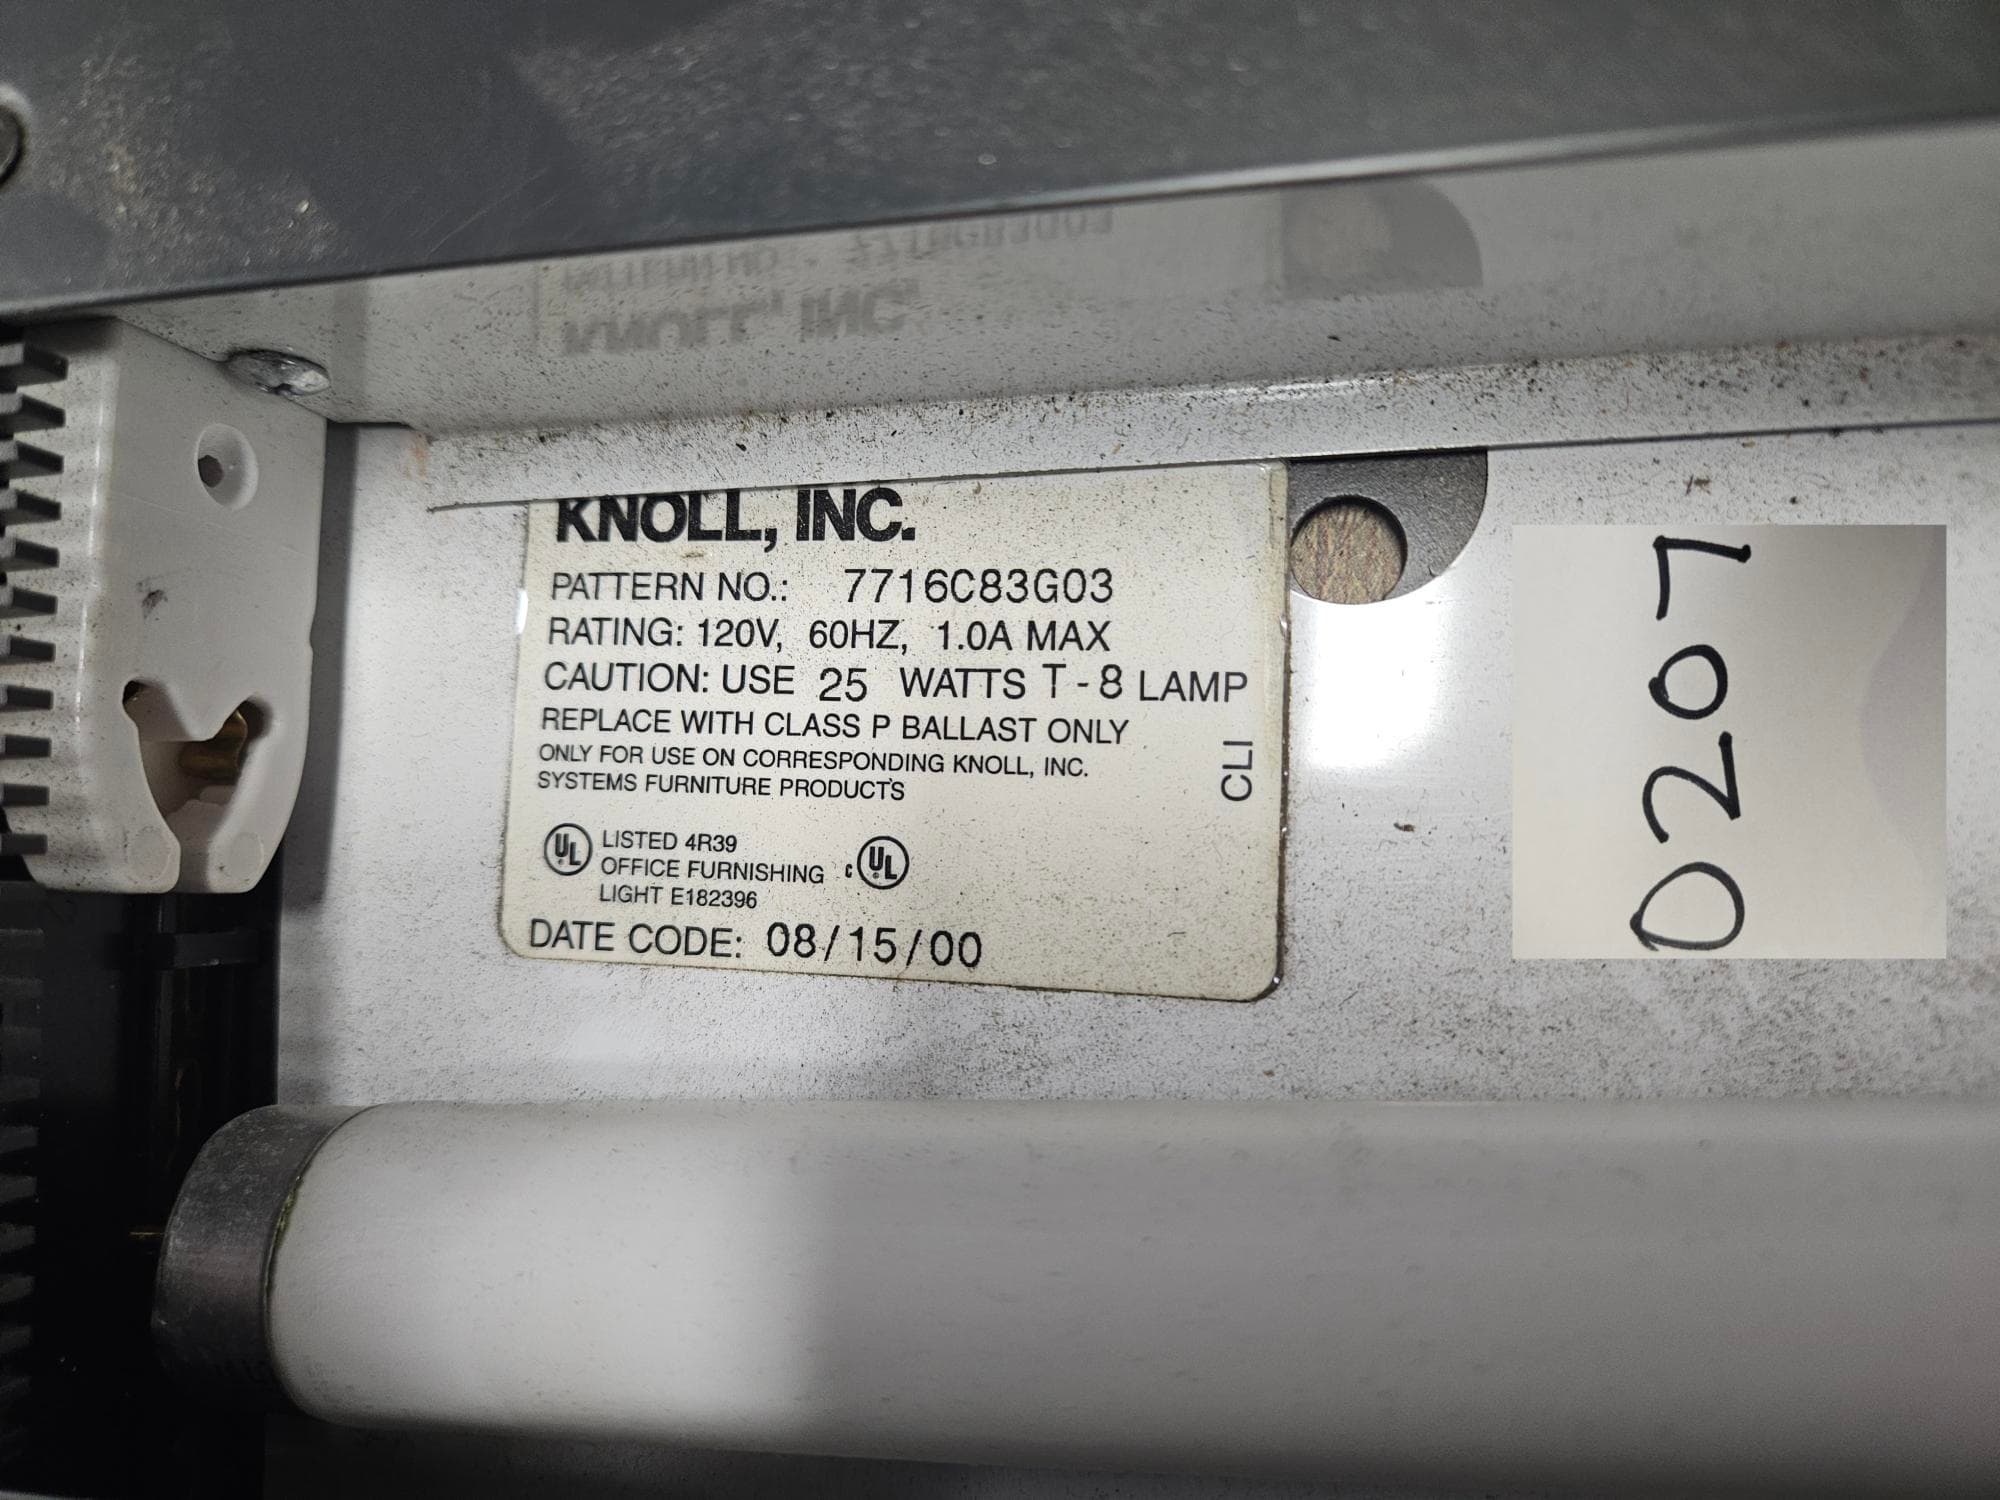 KNOLL, INC.
PATTERN NO.: 7716C83G03
RATING: 120V, 60HZ, 1.0A MAX
CAUTION: USE 25 WATTS T-8 LAMP
REPLACE WITH CLASS P BALLAST ONLY
ONLY FOR USE ON CORRESPONDING KNOLL, INC.
SYSTEMS FURNITURE PRODUCTS
CLI
UL LISTED 4R39
OFFICE FURNISHING c UL
LIGHT E182396
DATE CODE: 08/15/00
0207